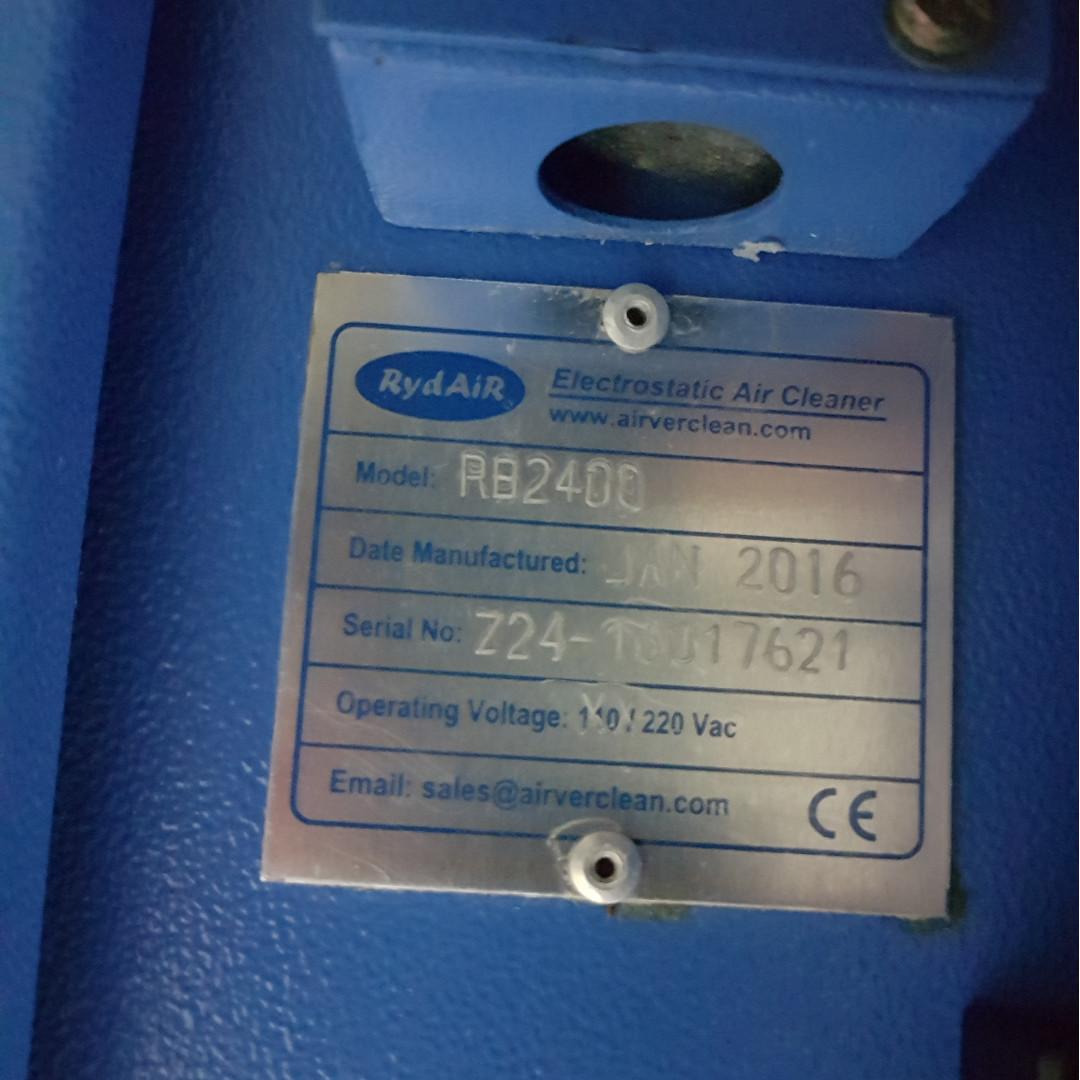 RydAiR
Electrostatic Air Cleaner
www.airverclean.com
Model: RB2400
Date Manufactured: JAN 2016
Serial No:
Operating Voltage: 110 / 220 Vac
Email: sales@airverclean.com
CE